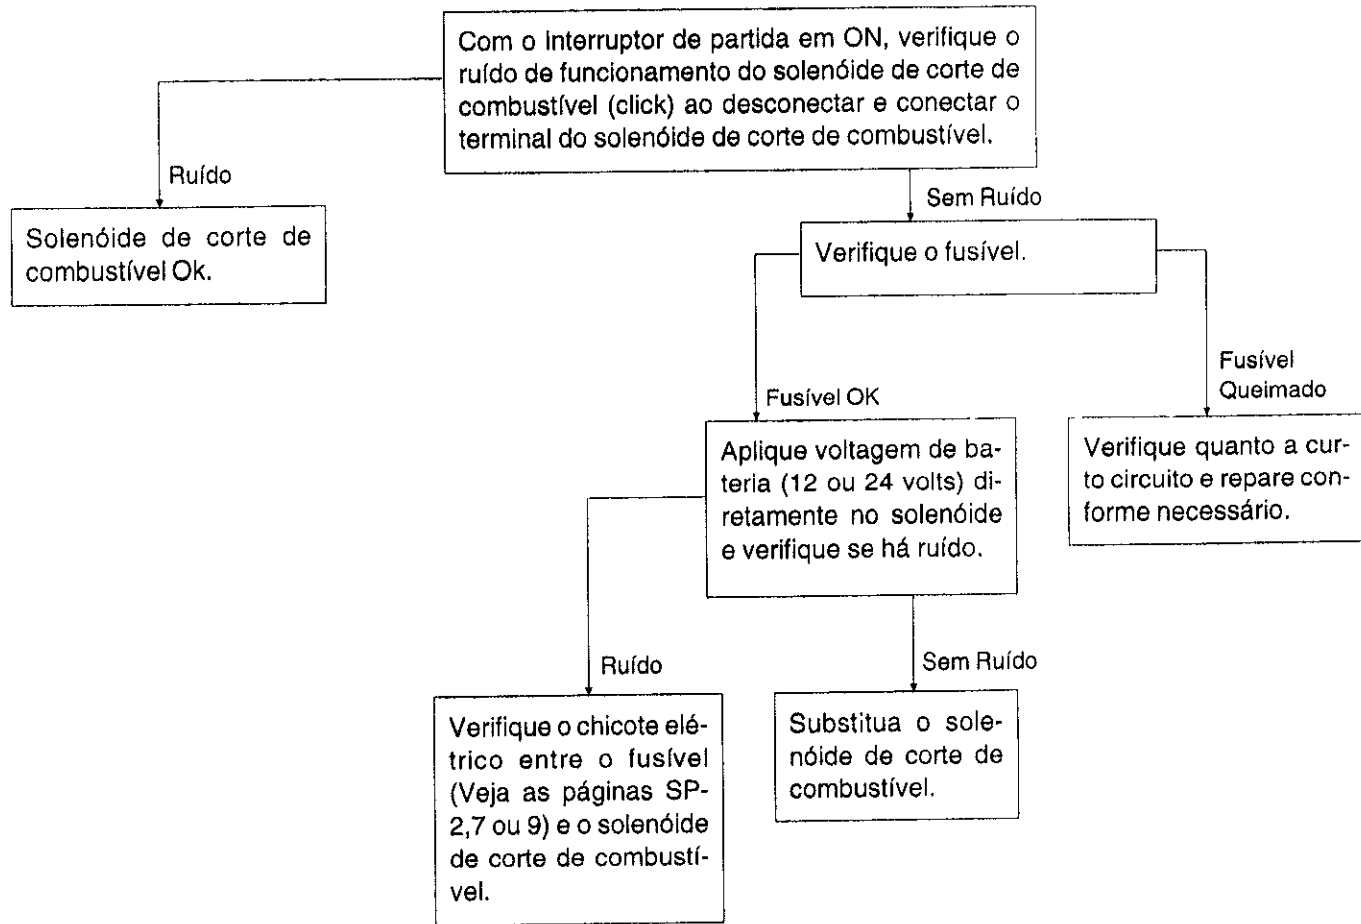 Com o interruptor de partida em ON, verifique o
ruído de funcionamento do solenóide de corte de
combustível (click) ao desconectar e conectar o
terminal do solenóide de corte de combustível.
Ruído
Sem Ruído
Solenóide de corte de
combustível Ok.
Verifique o fusível.
Fusível OK
Fusível
Queimado
Aplique voltagem de ba-
teria (12 ou 24 volts) di-
retamente no solenóide
e verifique se há ruído.
Verifique quanto a cur-
to circuito e repare con-
forme necessário.
Ruído
Sem Ruído
Verifique o chicote elé-
trico entre o fusível
(Veja as páginas SP-
2,7 ou 9) e o solenóide
de corte de combustí-
vel.
Substitua o sole-
nóide de corte de
combustível.